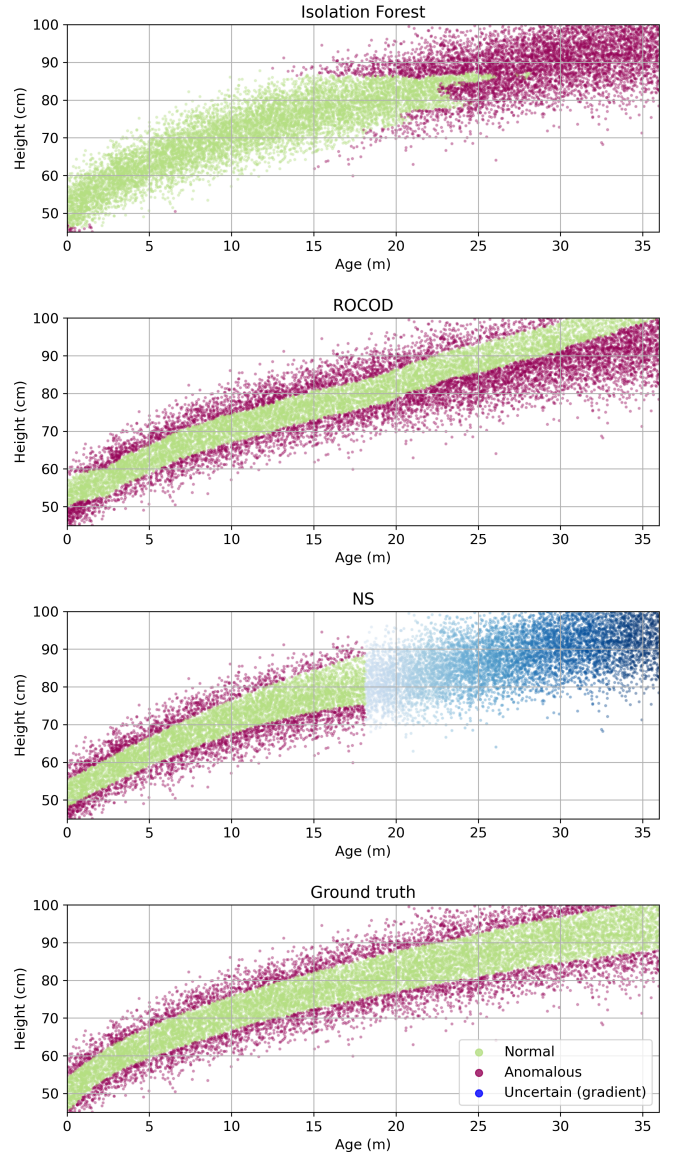 Isolation Forest
100
90
80
70
60
50
Height (cm)
0 5 10 15 20 25 30 35
Age (m)
ROCOD
100
90
80
70
60
50
Height (cm)
0 5 10 15 20 25 30 35
Age (m)
NS
100
90
80
70
60
50
Height (cm)
0 5 10 15 20 25 30 35
Age (m)
Ground truth
100
90
80
70
60
50
Height (cm)
Normal
Anomalous
Uncertain (gradient)
0 5 10 15 20 25 30 35
Age (m)